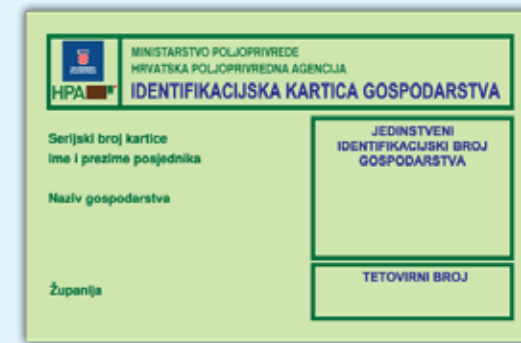 MINISTARSTVO POLJOPRIVREDE
HRVATSKA POLJOPRIVREDNA AGENCIJA
HPA
IDENTIFIKACIJSKA KARTICA GOSPODARSTVA
Serijski broj kartice
Ime i prezime posjednika
Naziv gospodarstva
Županija
JEDINSTVENI
IDENTIFIKACIJSKI BROJ
GOSPODARSTVA
TETOVIRNI BROJ